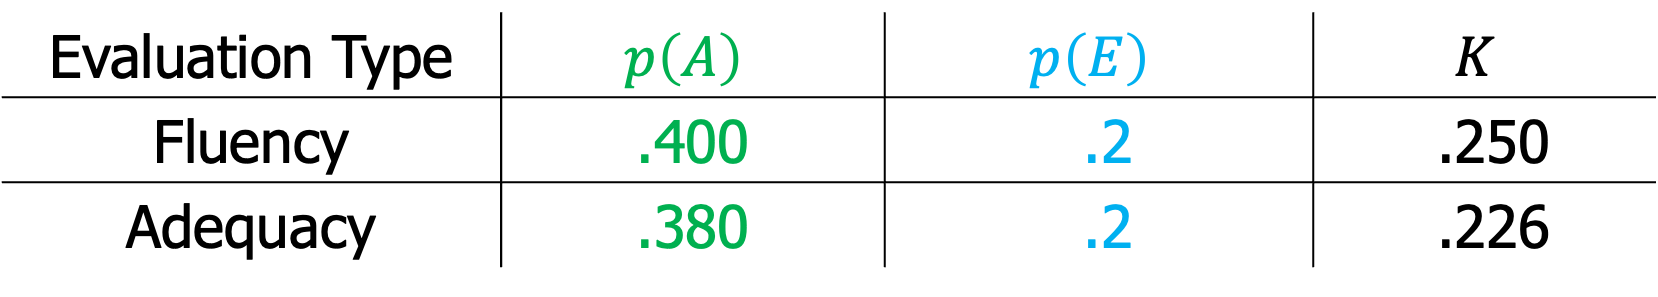 Evaluation Type p(A) p(E) K
Fluency .400 .2 .250
Adequacy .380 .2 .226